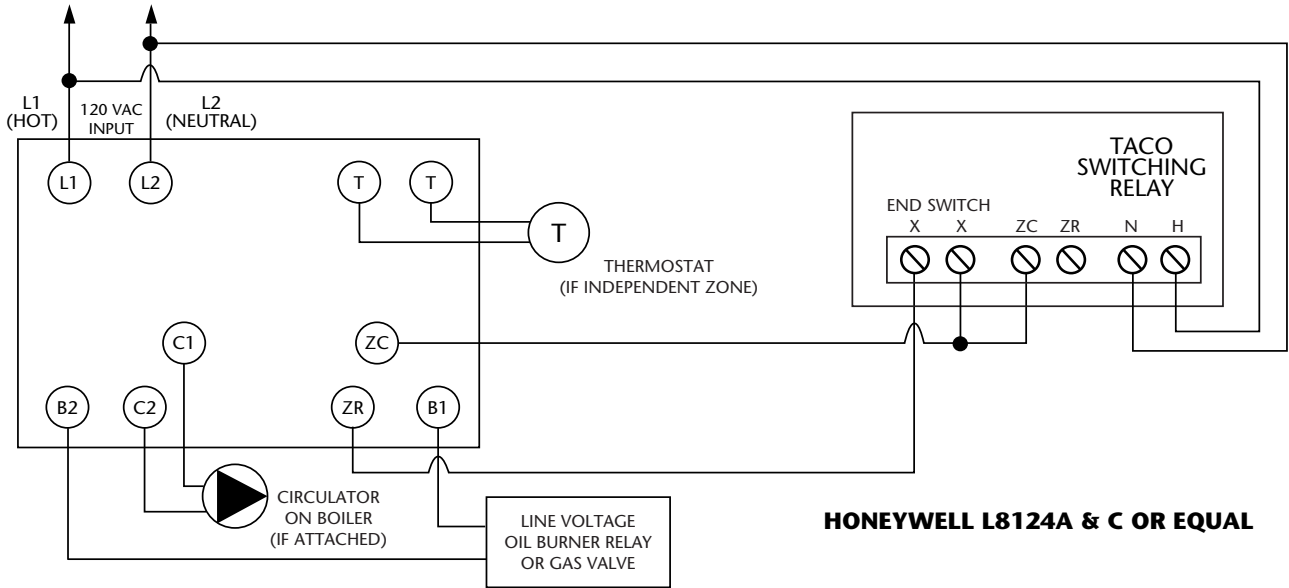 L1
(HOT)
120 VAC
INPUT
L2
(NEUTRAL)
L1
L2
T
T
T
THERMOSTAT
(IF INDEPENDENT ZONE)
TACO
SWITCHING
RELAY
END SWITCH
X
X
ZC
ZR
N
H
C1
ZC
B2
C2
ZR
B1
CIRCULATOR
ON BOILER
(IF ATTACHED)
LINE VOLTAGE
OIL BURNER RELAY
OR GAS VALVE
HONEYWELL L8124A & C OR EQUAL